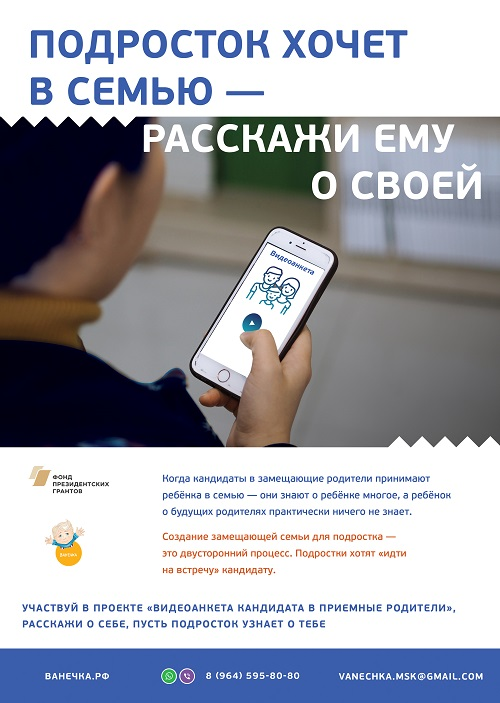 ПОДРОСТОК ХОЧЕТ
В СЕМЬЮ —
РАССКАЖИ ЕМУ
О СВОЕЙ
Видеоанкета
ФОНД
ПРЕЗИДЕНТСКИХ
ГРАНТОВ
Когда кандидаты в замещающие родители принимают
ребёнка в семью — они знают о ребёнке многое, а ребёнок
о будущих родителях практически ничего не знает.
Создание замещающей семьи для подростка —
это двусторонний процесс. Подростки хотят «идти
на встречу» кандидату.
УЧАСТВУЙ В ПРОЕКТЕ «ВИДЕОАНКЕТА КАНДИДАТА В ПРИЕМНЫЕ РОДИТЕЛИ»,
РАССКАЖИ О СЕБЕ, ПУСТЬ ПОДРОСТОК УЗНАЕТ О ТЕБЕ
ВАНЕЧКА.РФ
8 (964) 595-80-80
VANECHKA.MSK@GMAIL.COM